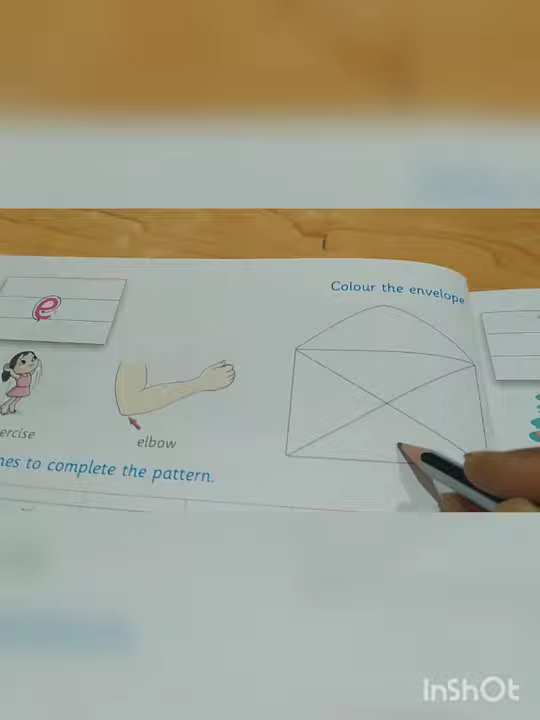 Colour the envelope
e
ercise
elbow
nes to complete the pattern.
InShOt